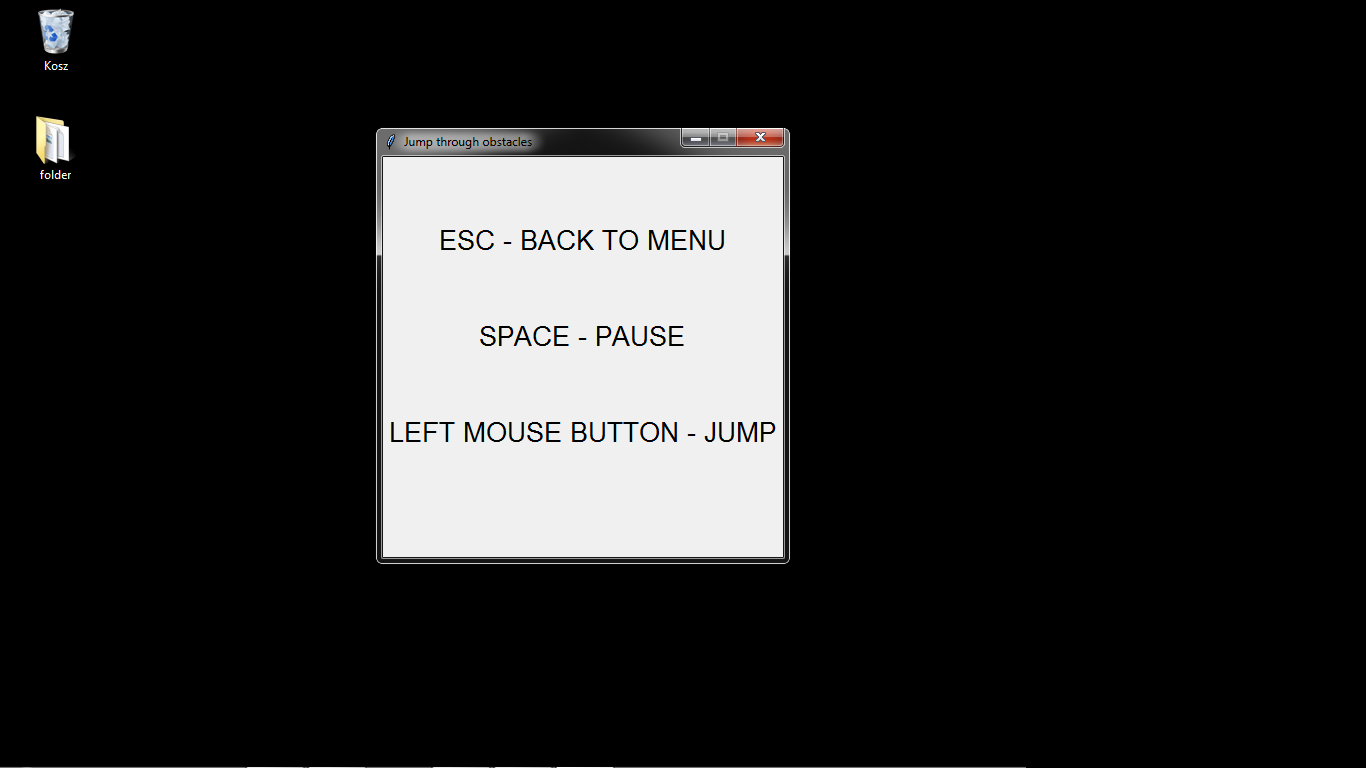 Kosz
folder
Jump through obstacles
ESC - BACK TO MENU
SPACE - PAUSE
LEFT MOUSE BUTTON - JUMP